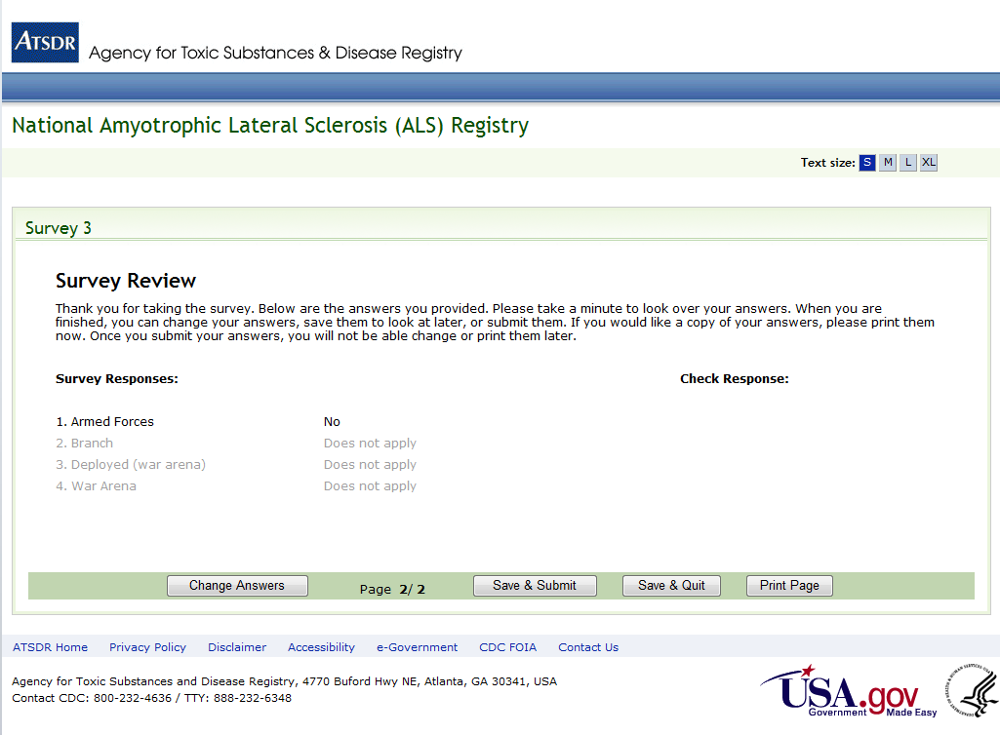 ATSDR
Agency for Toxic Substances & Disease Registry
National Amyotrophic Lateral Sclerosis (ALS) Registry
Text size: S M L XL
Survey 3
Survey Review
Thank you for taking the survey. Below are the answers you provided. Please take a minute to look over your answers. When you are
finished, you can change your answers, save them to look at later, or submit them. If you would like a copy of your answers, please print them
now. Once you submit your answers, you will not be able change or print them later.
Survey Responses: Check Response:
1. Armed Forces No
2. Branch Does not apply
3. Deployed (war arena) Does not apply
4. War Arena Does not apply
Change Answers Page 2/ 2 Save & Submit Save & Quit Print Page
ATSDR Home Privacy Policy Disclaimer Accessibility e-Government CDC FOIA Contact Us
Agency for Toxic Substances and Disease Registry, 4770 Buford Hwy NE, Atlanta, GA 30341, USA
Contact CDC: 800-232-4636 / TTY: 888-232-6348
USA.gov
Government Made Easy